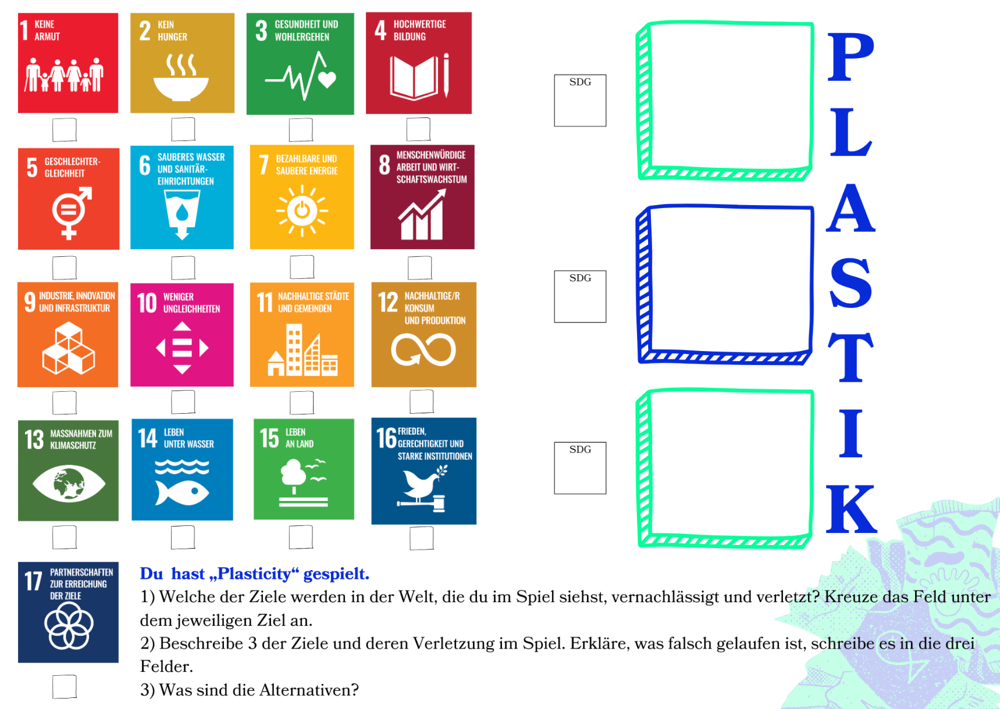 1 KEINE
ARMUT
2 KEIN
HUNGER
3 GESUNDHEIT UND
WOHLERGEHEN
4 HOCHWERTIGE
BILDUNG
5 GESCHLECHTER-
GLEICHHEIT
6 SAUBERES WASSER
UND SANITÄR-
EINRICHTUNGEN
7 BEZAHLBARE UND
SAUBERE ENERGIE
8 MENSCHENWÜRDIGE
ARBEIT UND WIRT-
SCHAFTSWACHSTUM
9 INDUSTRIE, INNOVATION
UND INFRASTRUKTUR
10 WENIGER
UNGLEICHHEITEN
11 NACHHALTIGE STÄDTE
UND GEMEINDEN
12 NACHHALTIGE/R
KONSUM
UND PRODUKTION
13 MASSNAHMEN ZUM
KLIMASCHUTZ
14 LEBEN
UNTER WASSER
15 LEBEN
AN LAND
16 FRIEDEN,
GERECHTIGKEIT UND
STARKE INSTITUTIONEN
17 PARTNERSCHAFTEN
ZUR ERREICHUNG
DER ZIELE
SDG
SDG
SDG
P
L
A
S
T
I
K
Du hast „Plasticity“ gespielt.
1) Welche der Ziele werden in der Welt, die du im Spiel siehst, vernachlässigt und verletzt? Kreuze das Feld unter
dem jeweiligen Ziel an.
2) Beschreibe 3 der Ziele und deren Verletzung im Spiel. Erkläre, was falsch gelaufen ist, schreibe es in die drei
Felder.
3) Was sind die Alternativen?